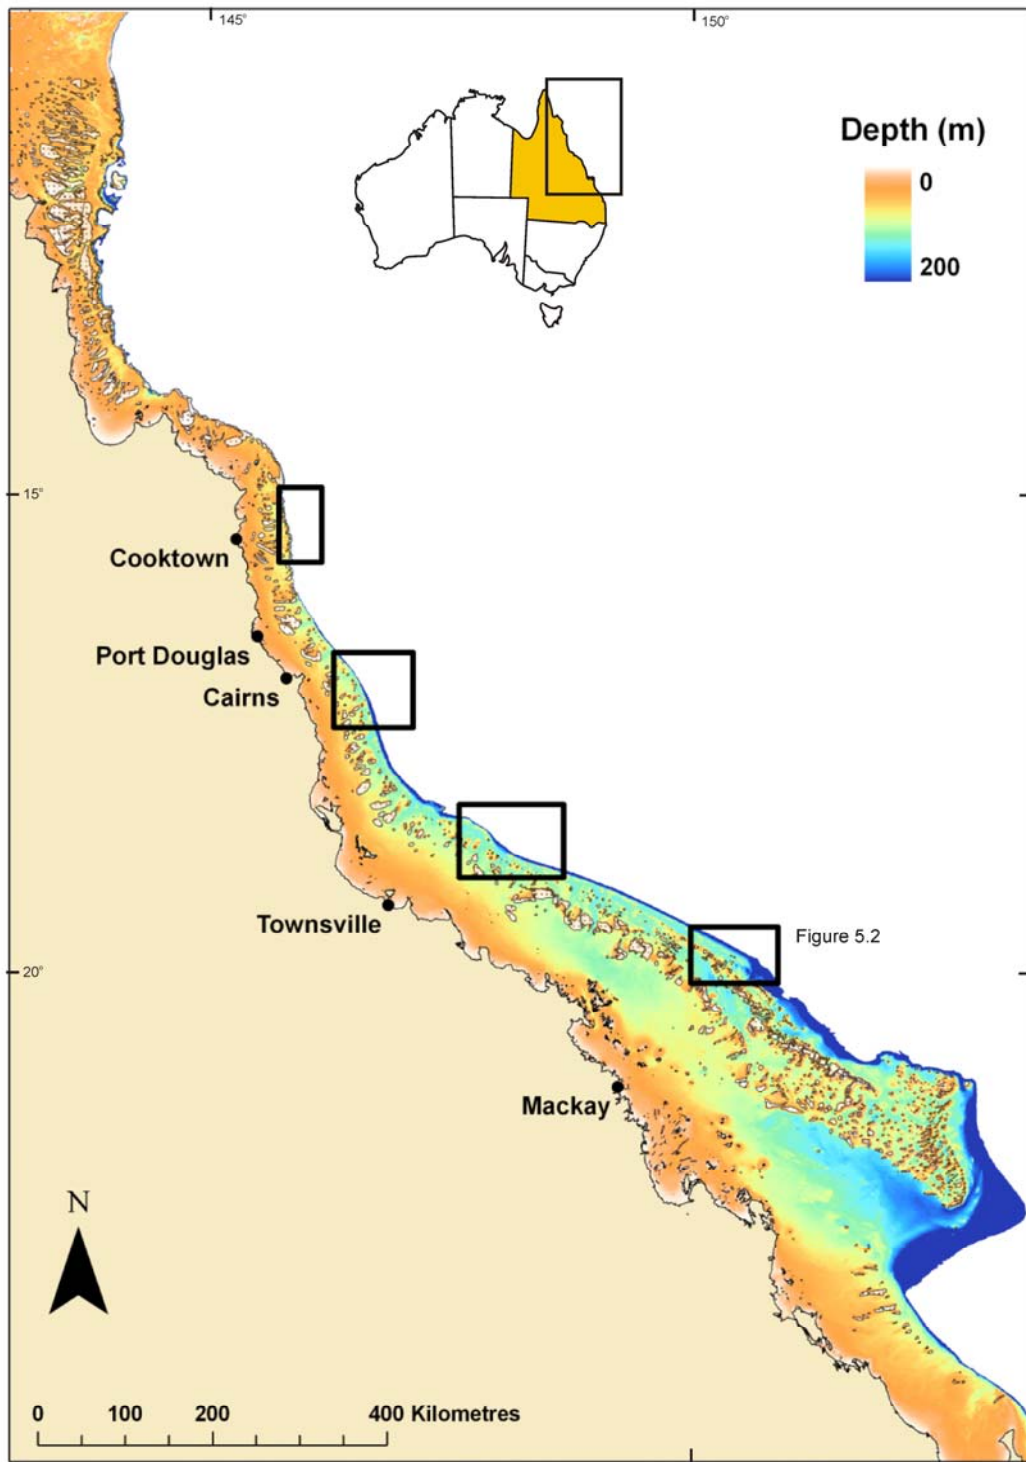 145°
150°
Depth (m)
0
200
15°
Cooktown
Port Douglas
Cairns
Townsville
Figure 5.2
20°
Mackay
N
0 100 200 400 Kilometres